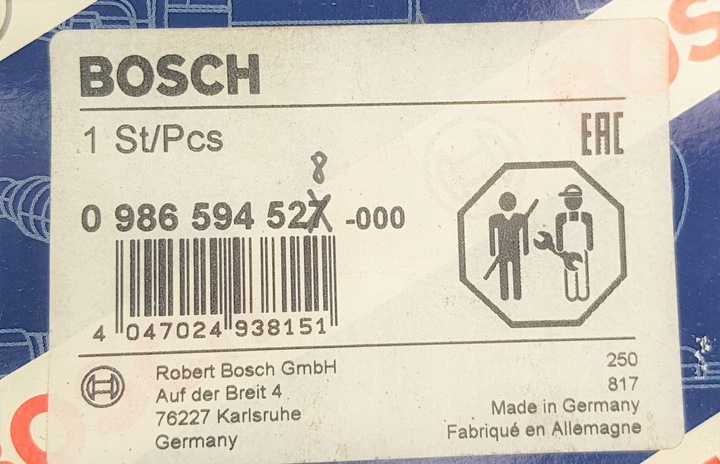 BOSCH
1 St/Pcs
EAC
8
0 986 594 527 -000
4 047024 938151
Robert Bosch GmbH
Auf der Breit 4
76227 Karlsruhe
Germany
250
817
Made in Germany
Fabriqué en Allemagne